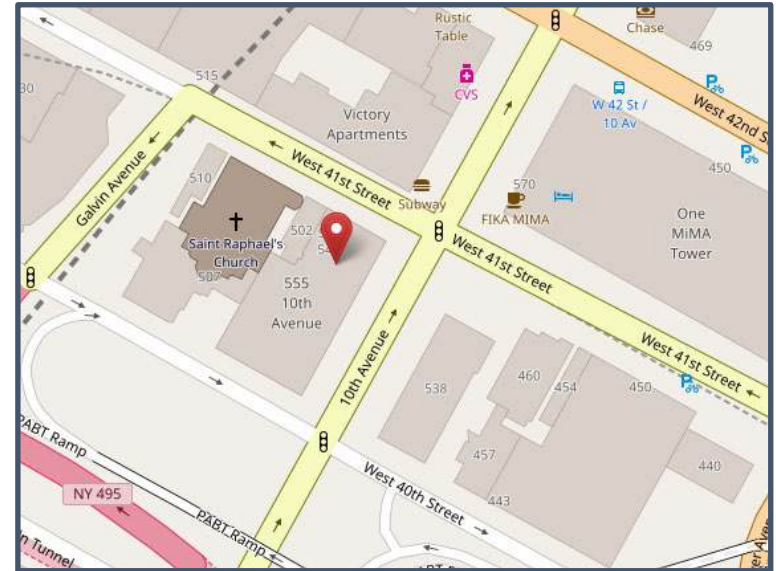 Rustic
Table
Chase
469
CVS
515
W 42 St /
10 Av
West 42nd S
30
Victory
Apartments
450
Galvin Avenue
West 41st Street
510
Subway
570
FIKA MIMA
One
MiMA
Tower
Saint Raphael's
Church
502
West 41st Street
507
555
10th
Avenue
10th Avenue
West 41st Street
538
460
454
450
PABT Ramp
457
440
West 40th Street
NY 495
443
PABT Ramp
n Tunnel